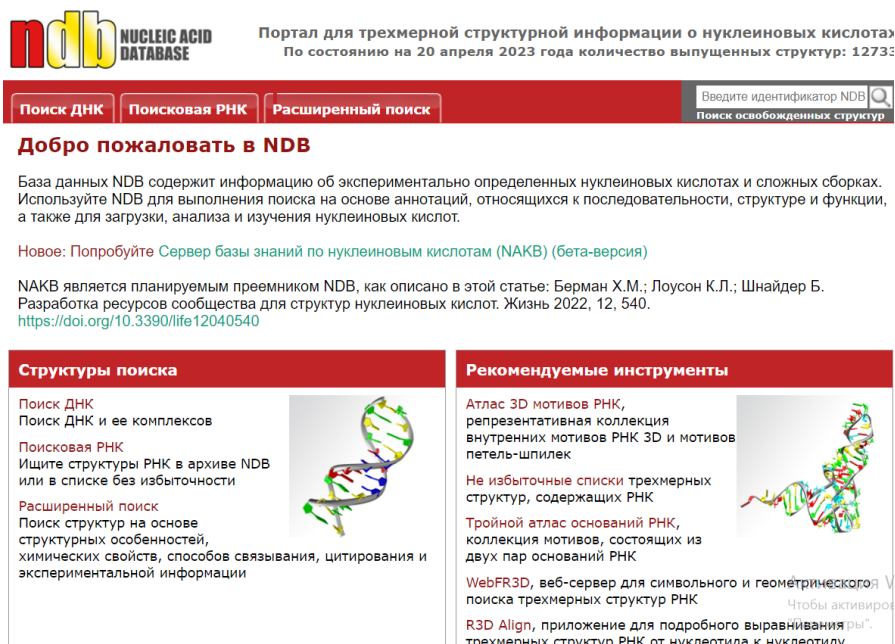 ndb NUCLEIC ACID
DATABASE
Портал для трехмерной структурной информации о нуклеиновых кислотах
По состоянию на 20 апреля 2023 года количество выпущенных структур: 12733
Поиск ДНК
Поисковая РНК
Расширенный поиск
Введите идентификатор NDB
Поиск освобожденных структур
Добро пожаловать в NDB
База данных NDB содержит информацию об экспериментально определенных нуклеиновых кислотах и сложных сборках.
Используйте NDB для выполнения поиска на основе аннотаций, относящихся к последовательности, структуре и функции,
а также для загрузки, анализа и изучения нуклеиновых кислот.
Новое: Попробуйте Сервер базы знаний по нуклеиновым кислотам (NAKB) (бета-версия)
NAKB является планируемым преемником NDB, как описано в этой статье: Берман Х.М.; Лоусон К.Л.; Шнайдер Б.
Разработка ресурсов сообщества для структур нуклеиновых кислот. Жизнь 2022, 12, 540.
https://doi.org/10.3390/life12040540
Структуры поиска
Поиск ДНК
Поиск ДНК и ее комплексов
Поисковая РНК
Ищите структуры РНК в архиве NDB
или в списке без избыточности
Расширенный поиск
Поиск структур на основе
структурных особенностей,
химических свойств, способов связывания, цитирования и
экспериментальной информации
Рекомендуемые инструменты
Атлас 3D мотивов РНК,
репрезентативная коллекция
внутренних мотивов РНК 3D и мотивов
петель-шпилек
Не избыточные списки трехмерных
структур, содержащих РНК
Тройной атлас оснований РНК,
коллекция мотивов, состоящих из
двух пар оснований РНК
WebFR3D, веб-сервер для символьного и геометрического
поиска трехмерных структур РНК
R3D Align, приложение для подробного выравнивания
трехмерных структур РНК от нуклеотида к нуклеотиду